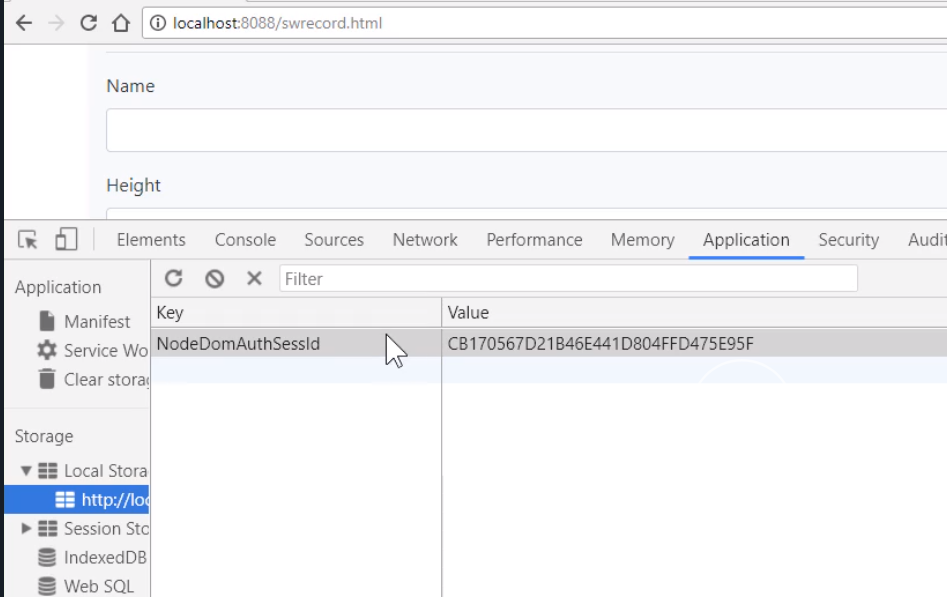 localhost:8088/swrecord.html
Name
Height
Elements Console Sources Network Performance Memory Application Security Audit
Application
Manifest
Service Wo
Clear storag
Filter
Key Value
NodeDomAuthSessId CB170567D21B46E441D804FFD475E95F
Storage
Local Stora
http://loc
Session Sto
IndexedDB
Web SQL